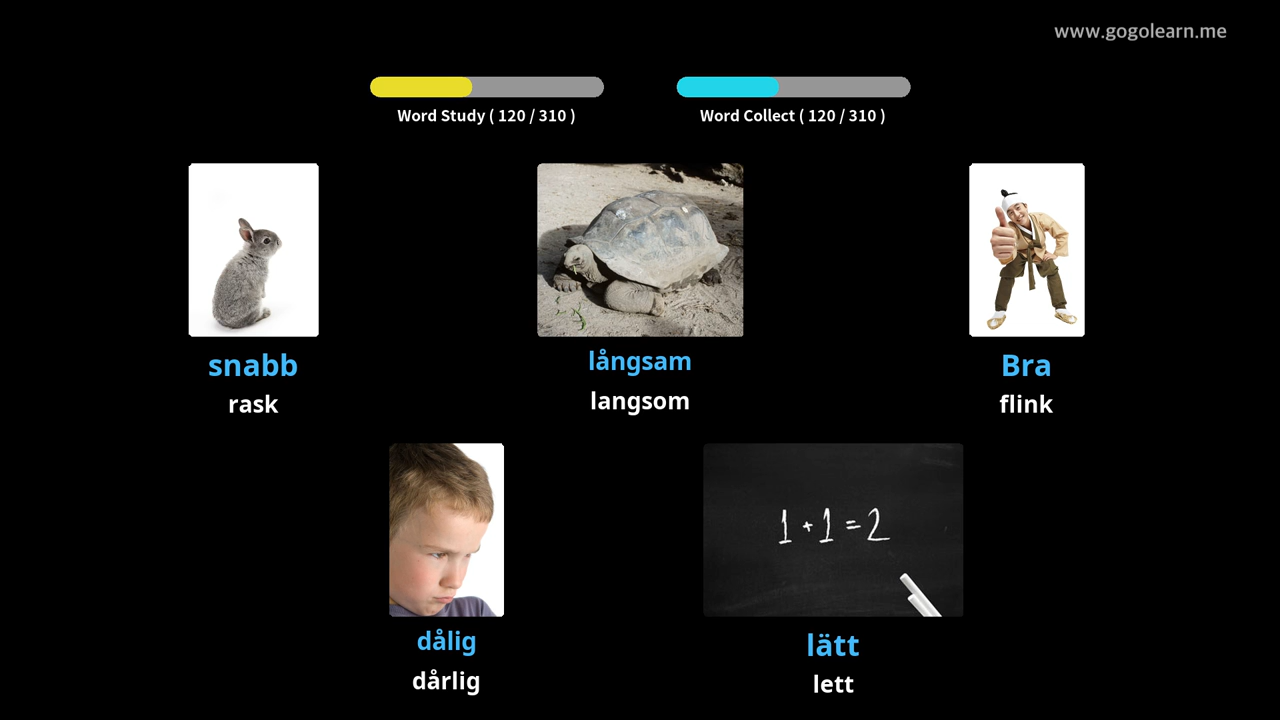 www.gogolearn.me
Word Study ( 120 / 310 )
Word Collect ( 120 / 310 )
snabb
rask
långsam
langsom
Bra
flink
dålig
dårlig
1 + 1 = 2
lätt
lett